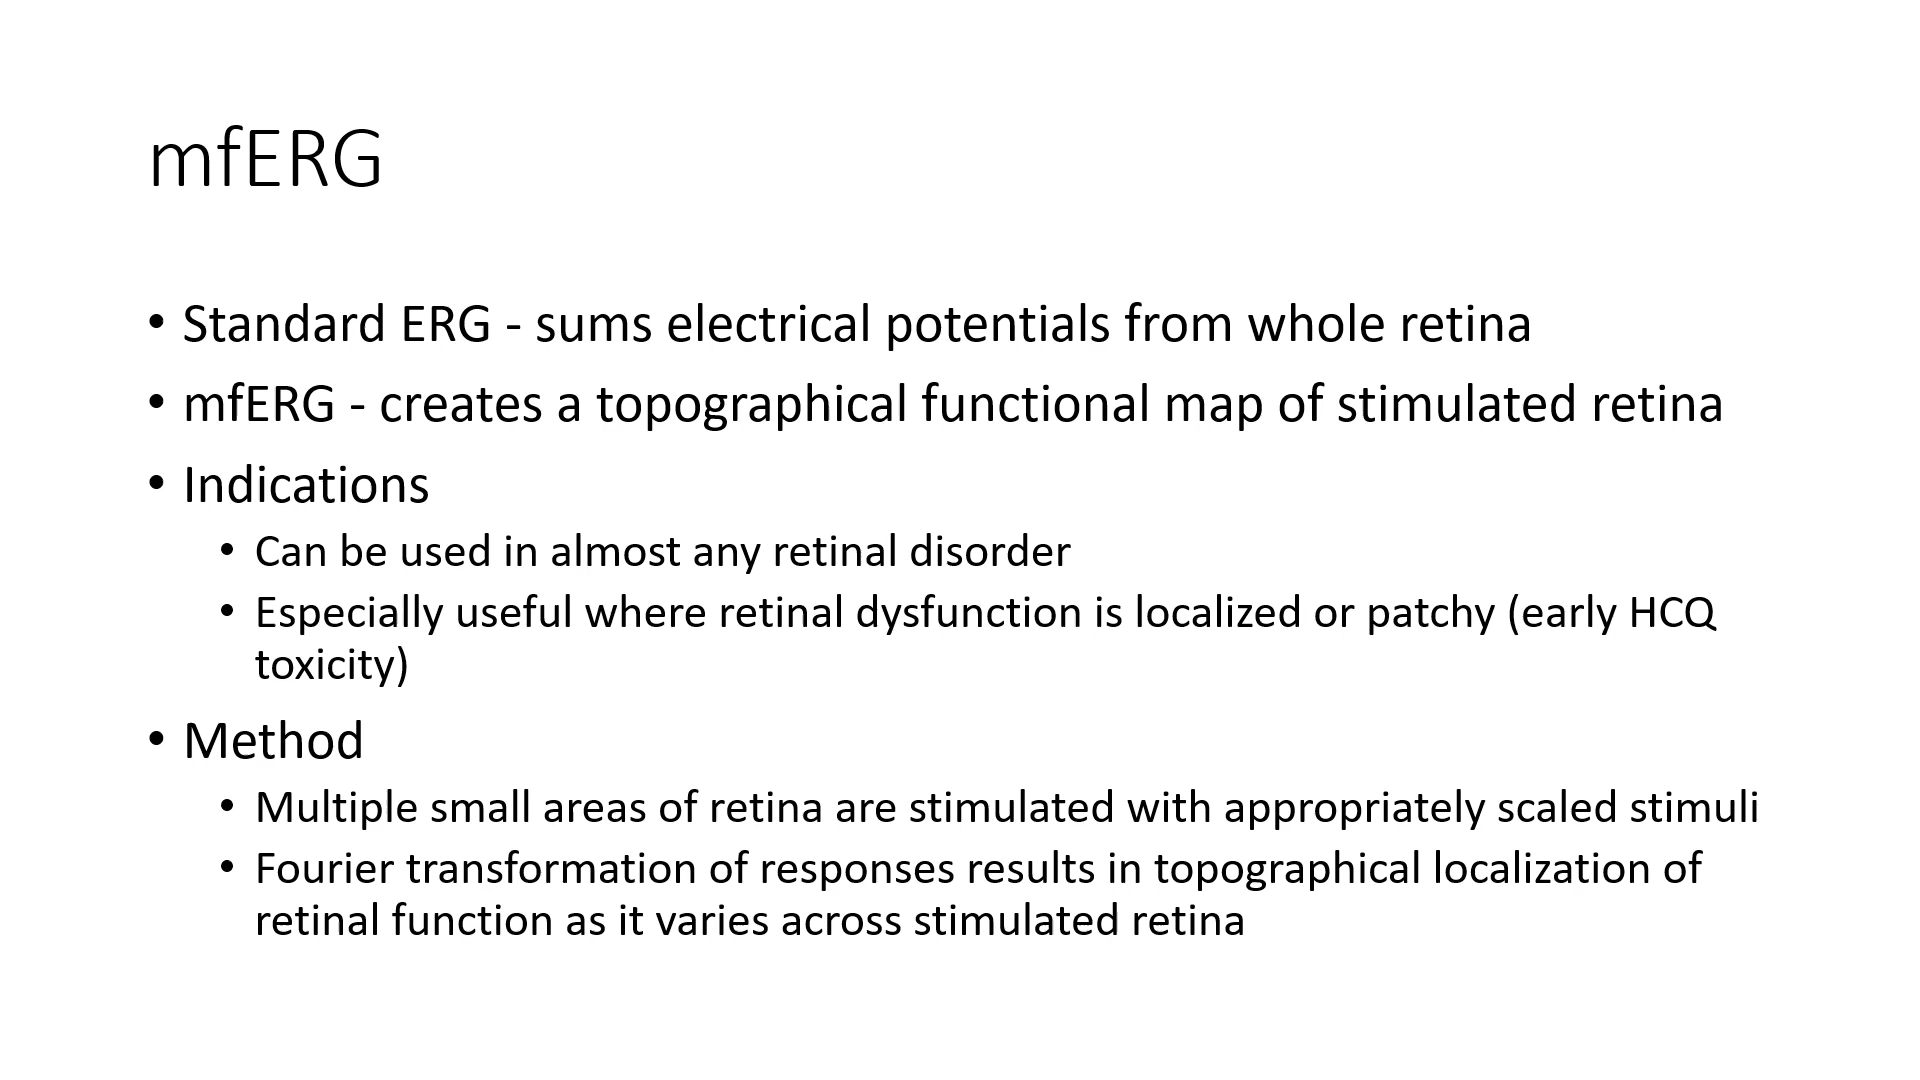 mfERG
• Standard ERG - sums electrical potentials from whole retina
• mfERG - creates a topographical functional map of stimulated retina
• Indications
• Can be used in almost any retinal disorder
• Especially useful where retinal dysfunction is localized or patchy (early HCQ
toxicity)
• Method
• Multiple small areas of retina are stimulated with appropriately scaled stimuli
• Fourier transformation of responses results in topographical localization of
retinal function as it varies across stimulated retina